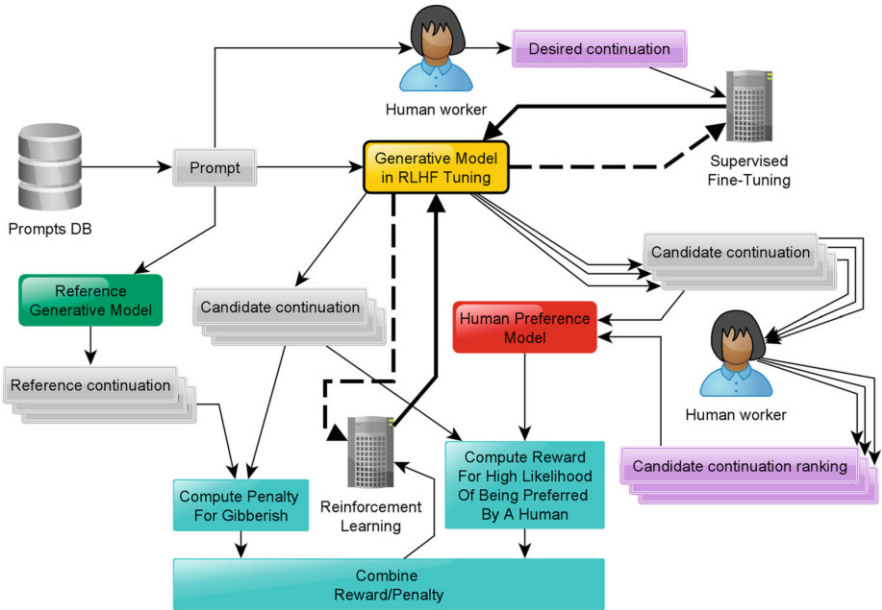 Desired continuation
Human worker
Supervised
Fine-Tuning
Generative Model
in RLHF Tuning
Prompt
Prompts DB
Candidate continuation
Reference
Generative Model
Candidate continuation
Human Preference
Model
Reference continuation
Human worker
Candidate continuation ranking
Compute Reward
For High Likelihood
Of Being Preferred
By A Human
Compute Penalty
For Gibberish
Reinforcement
Learning
Combine
Reward/Penalty